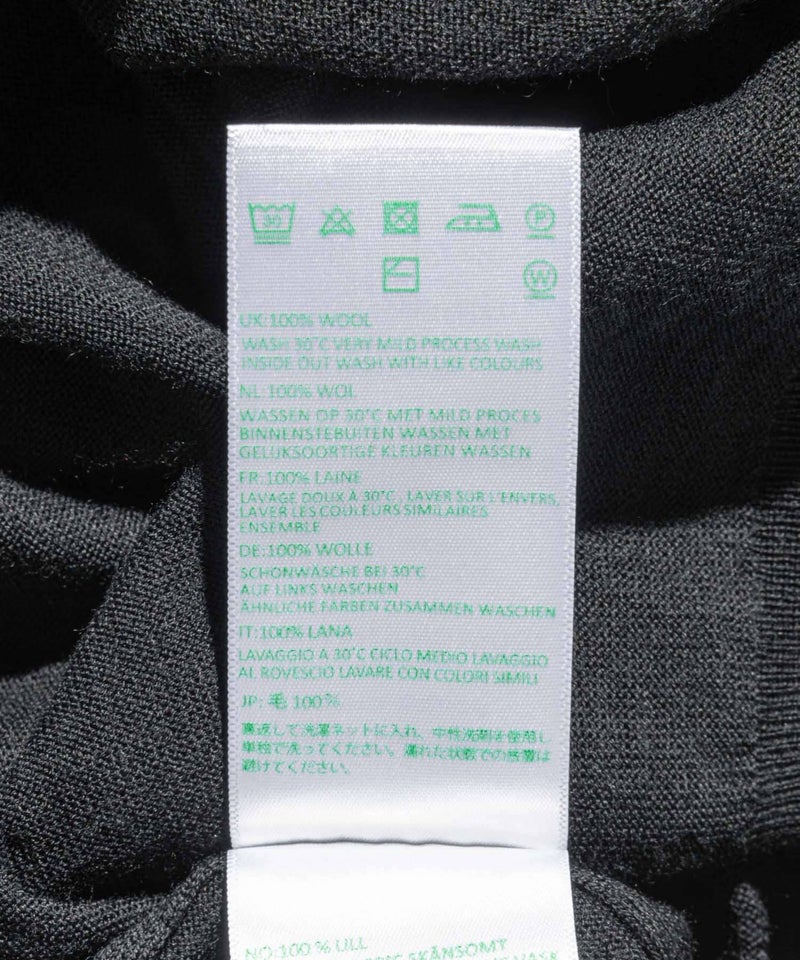 30
P
W
UK:100% WOOL
WASH 30°C VERY MILD PROCESS WASH
INSIDE OUT WASH WITH LIKE COLOURS
NL:100% WOL
WASSEN OP 30°C MET MILD PROCES
BINNENSTEBUITEN WASSEN MET
GELIJKSOORTIGE KLEUREN WASSEN
FR:100% LAINE
LAVAGE DOUX À 30°C , LAVER SUR L'ENVERS,
LAVER LES COULEURS SIMILAIRES
ENSEMBLE
DE:100% WOLLE
SCHONWÄSCHE BEI 30°C
AUF LINKS WASCHEN
ÄHNLICHE FARBEN ZUSAMMEN WASCHEN
IT:100% LANA
LAVAGGIO A 30°C CICLO MEDIO LAVAGGIO
AL ROVESCIO LAVARE CON COLORI SIMILI
JP: 毛 100%
裏返して洗濯ネットに入れ、中性洗剤を使用し
単独で洗ってください。濡れた状態での放置は
避けてください。
NO:100 % ULL
SKÅNSOMT